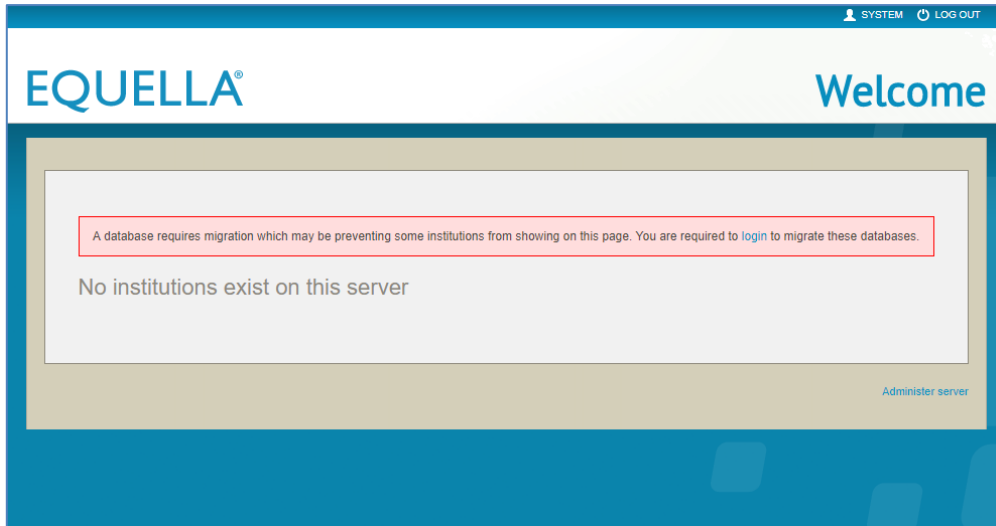 SYSTEM LOG OUT
EQUELLA® Welcome
A database requires migration which may be preventing some institutions from showing on this page. You are required to login to migrate these databases.
No institutions exist on this server
Administer server